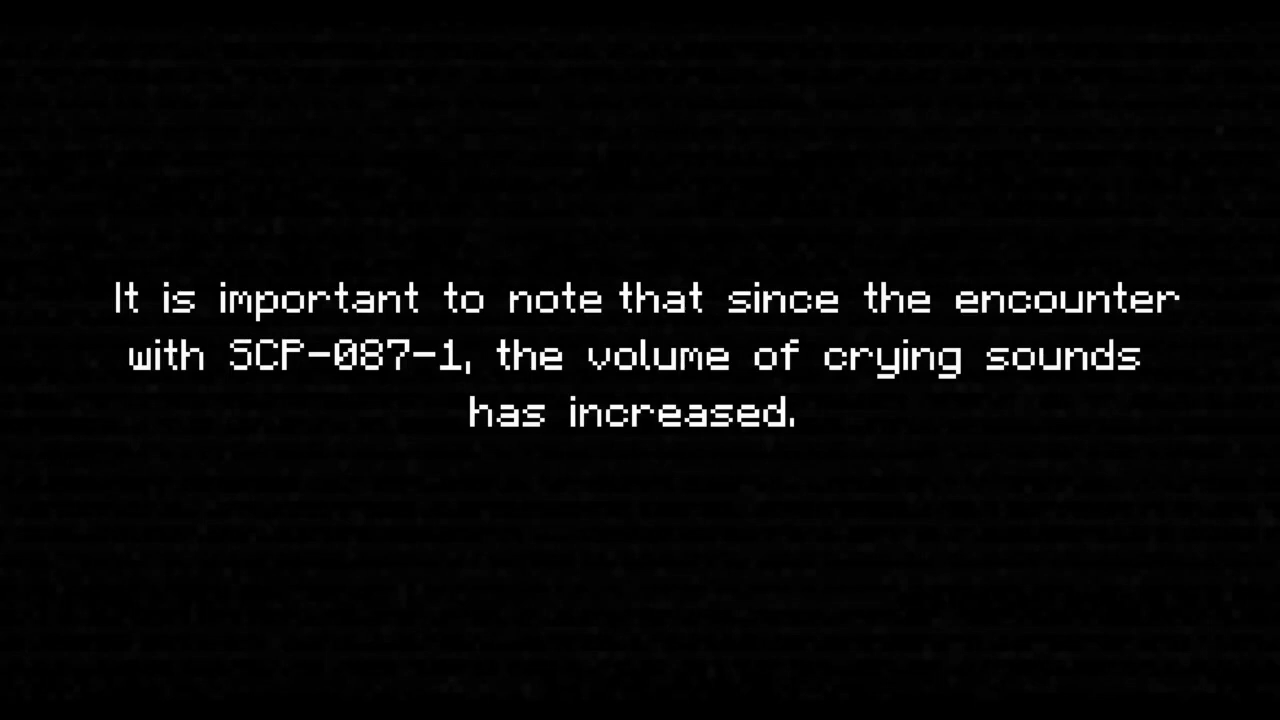 It is important to note that since the encounter
with SCP-087-1, the volume of crying sounds
has increased.